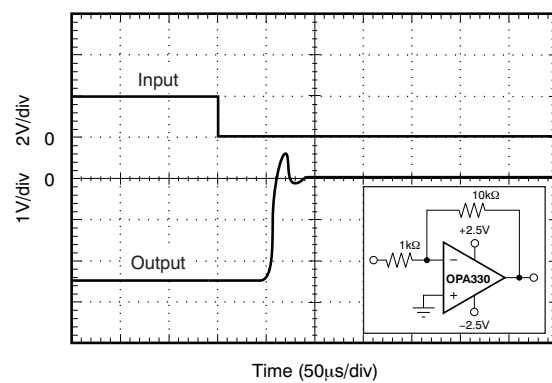 Input
2V/div
0
0
1V/div
Output
10kΩ
+2.5V
1kΩ
−
OPA330
+
−2.5V
Time (50μs/div)